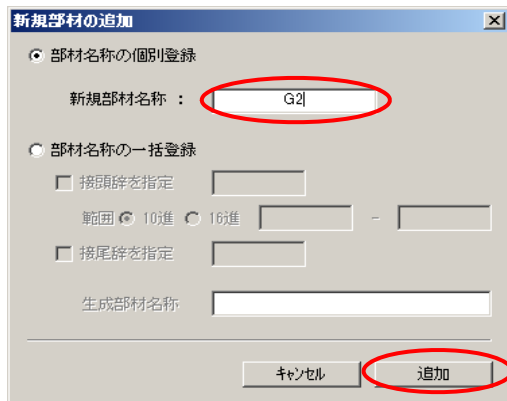 新規部材の追加
部材名称の個別登録
新規部材名称 : G2
部材名称の一括登録
接頭辞を指定
範囲 10進 16進 -
接尾辞を指定
生成部材名称
キャンセル 追加